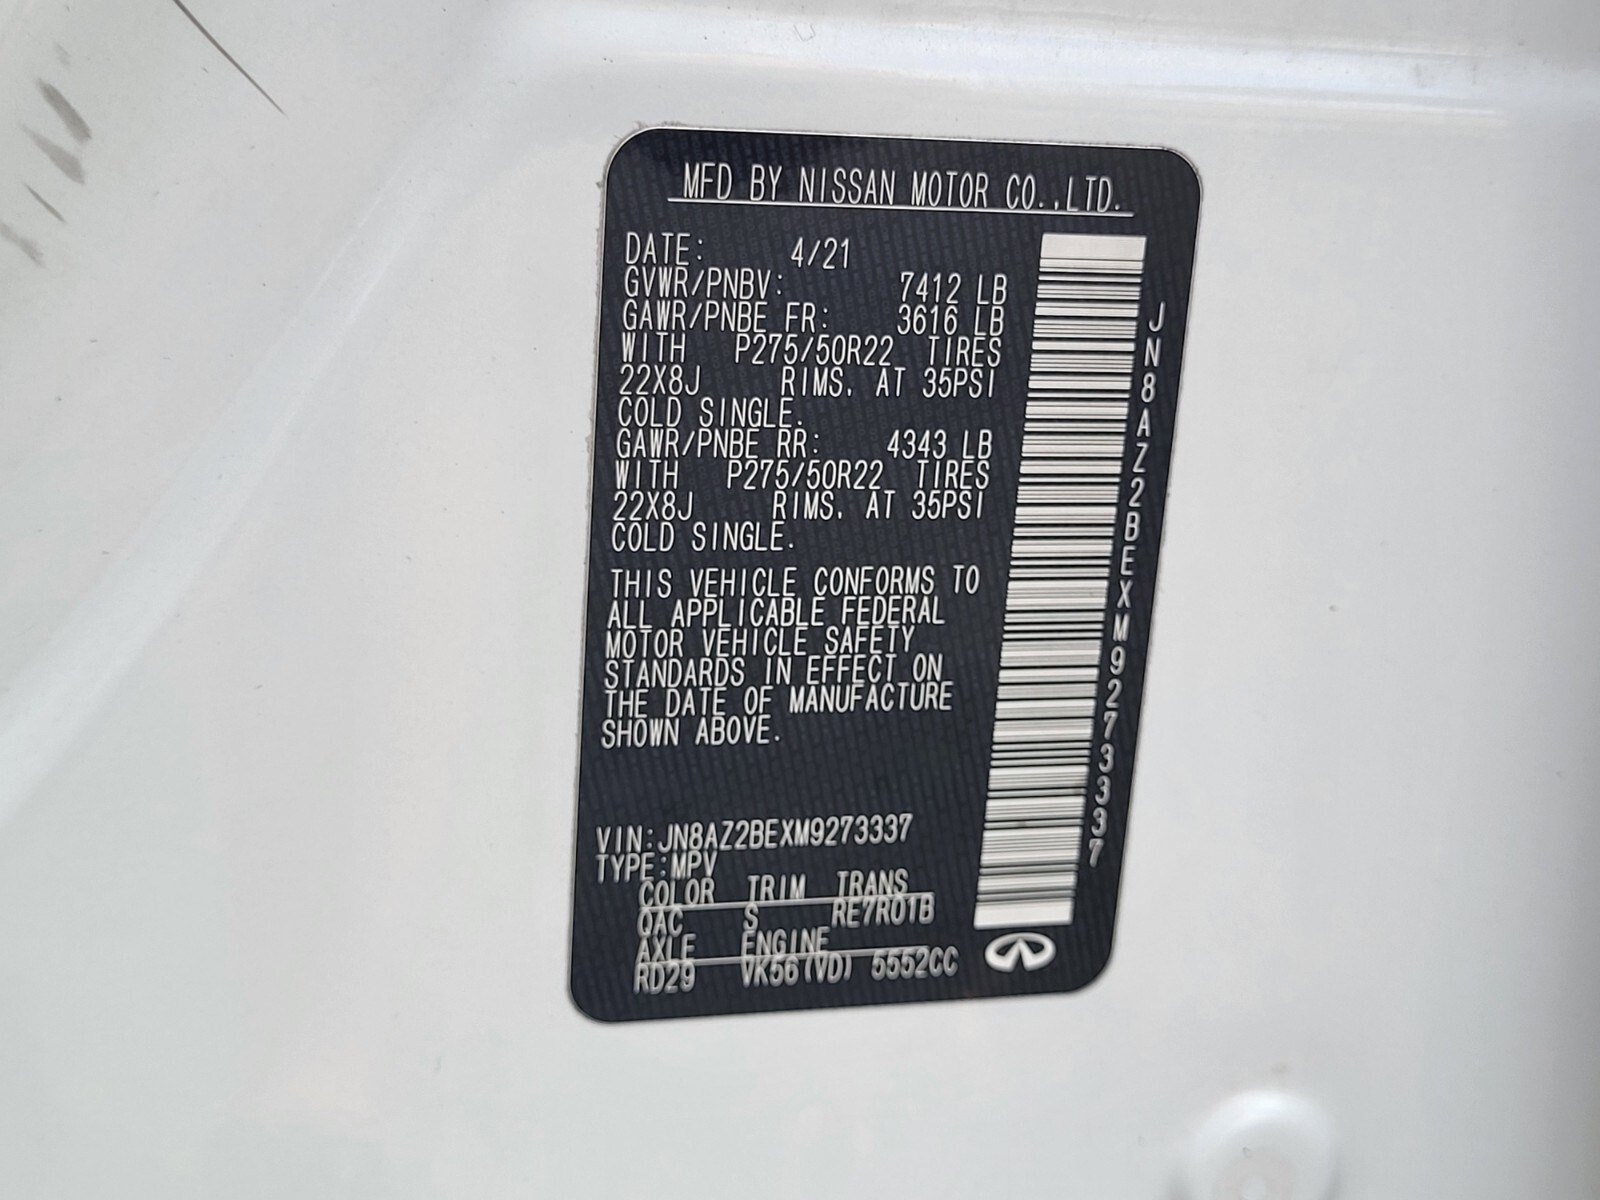 MFD BY NISSAN MOTOR CO.,LTD.
DATE: 4/21
GVWR/PNBV: 7412 LB
GAWR/PNBE FR: 3616 LB
WITH P275/50R22 TIRES
22X8J RIMS. AT 35PSI
COLD SINGLE.
GAWR/PNBE RR: 4343 LB
WITH P275/50R22 TIRES
22X8J RIMS. AT 35PSI
COLD SINGLE.
THIS VEHICLE CONFORMS TO
ALL APPLICABLE FEDERAL
MOTOR VEHICLE SAFETY
STANDARDS IN EFFECT ON
THE DATE OF MANUFACTURE
SHOWN ABOVE.
VIN:JN8AZ2BEXM9273337
TYPE:MPV
COLOR TRIM TRANS
QAC S RE7R01B
AXLE ENGINE
RD29 VK56(VD) 5552CC
JN8AZ2BEXM9273337